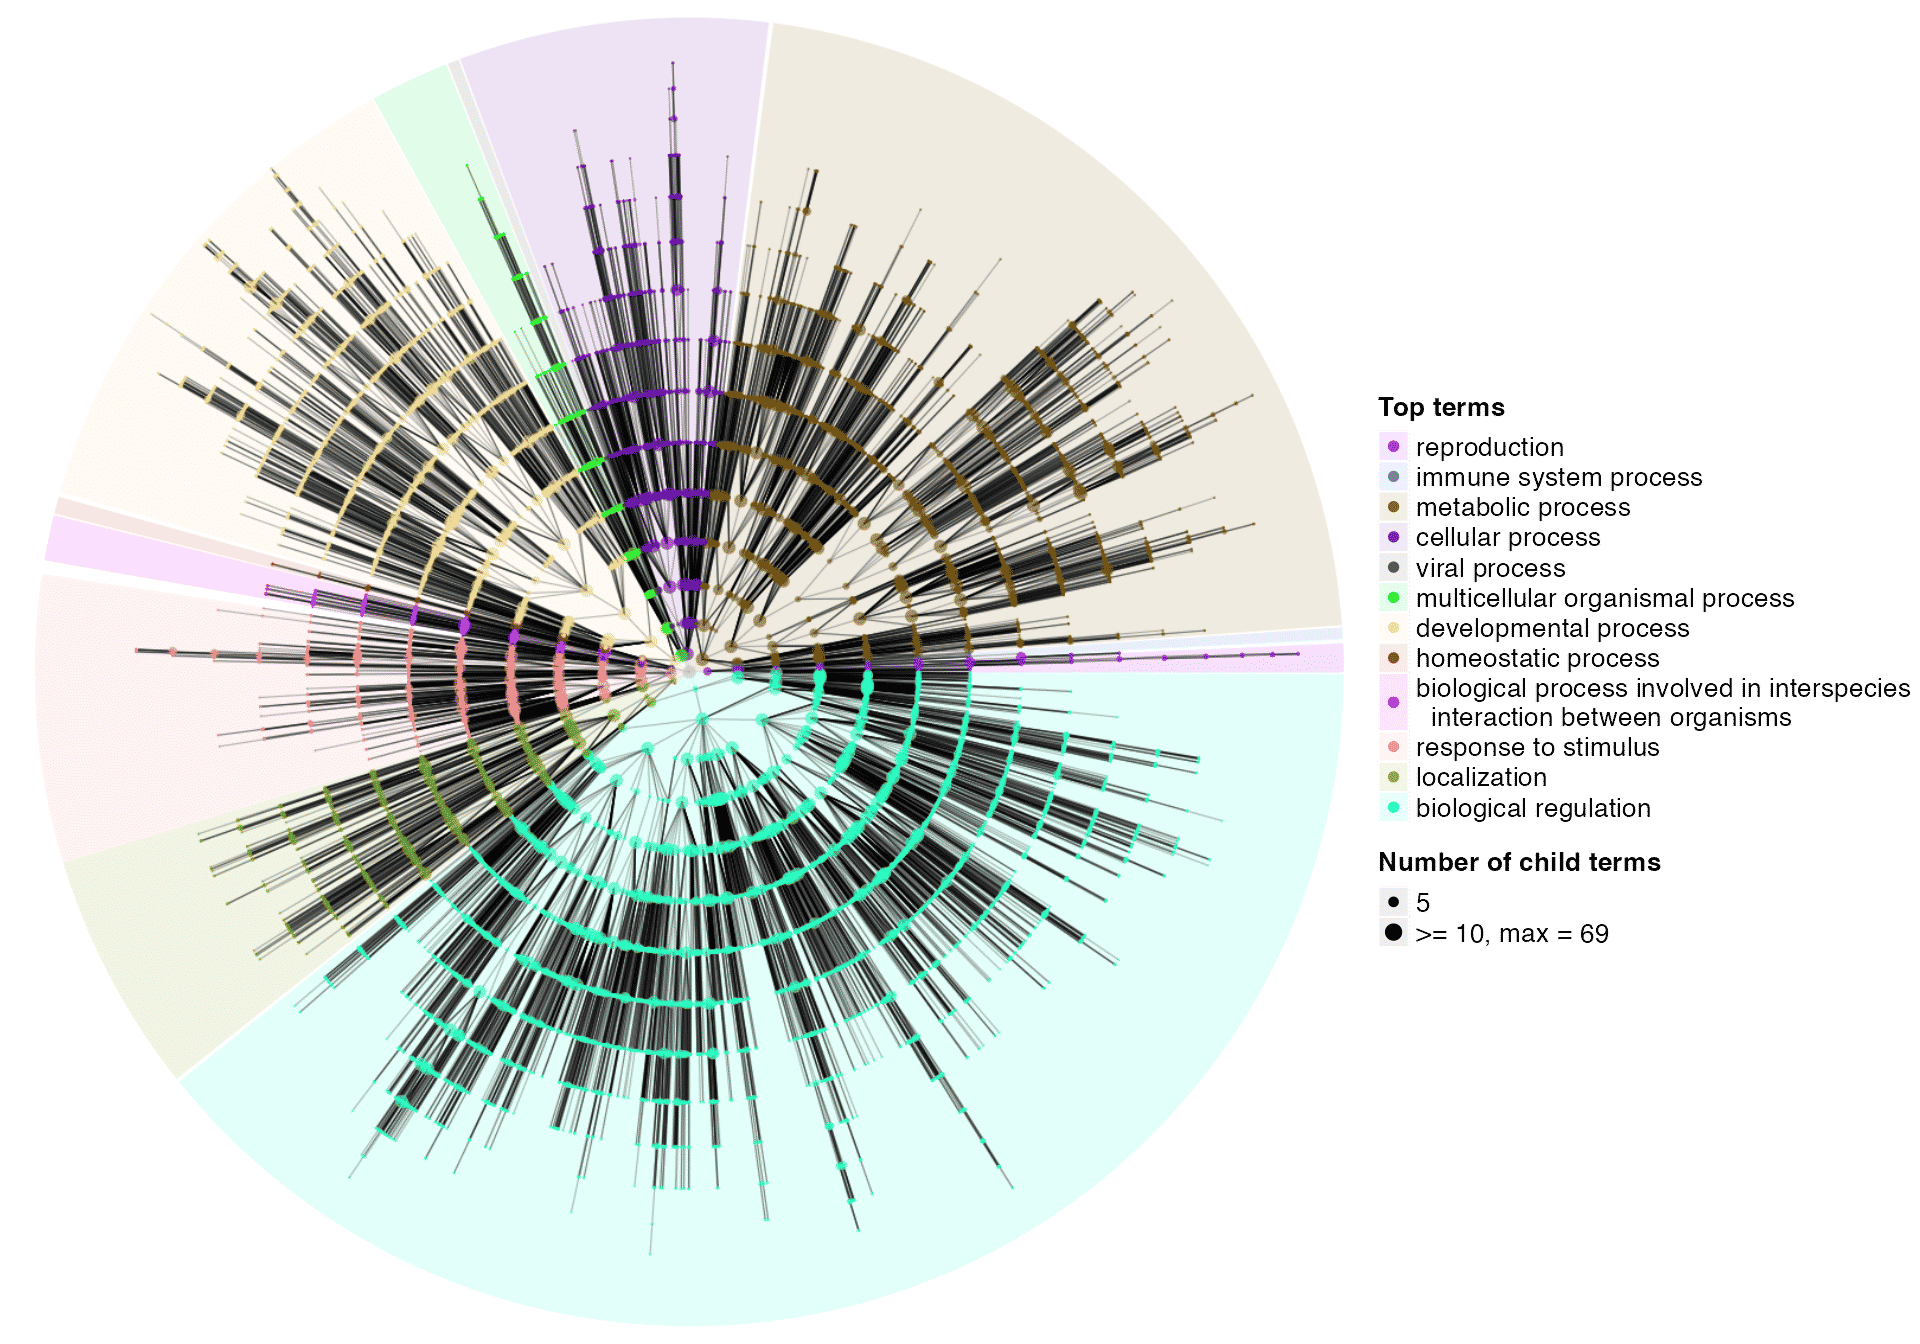 Top terms
reproduction
immune system process
metabolic process
cellular process
viral process
multicellular organismal process
developmental process
homeostatic process
biological process involved in interspecies
interaction between organisms
response to stimulus
localization
biological regulation
Number of child terms
5
>= 10, max = 69